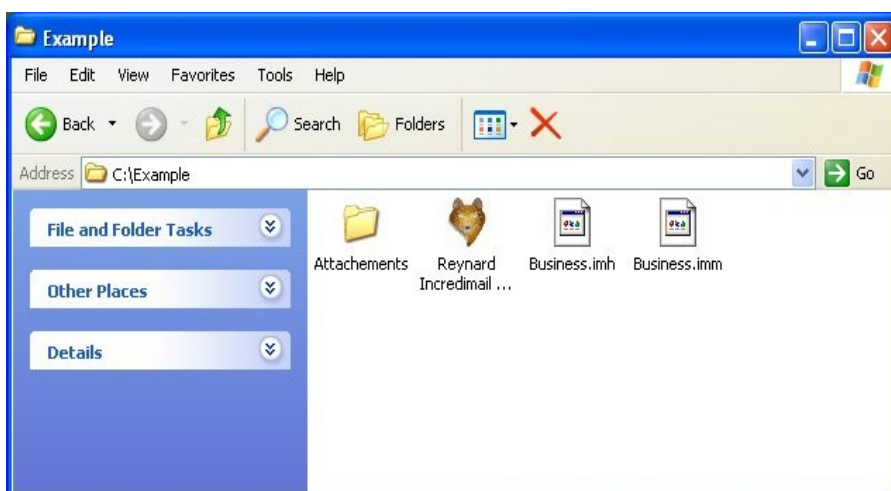 Example
File Edit View Favorites Tools Help
Back Search Folders
Address C:\Example Go
File and Folder Tasks
Other Places
Details
Attachements
Reynard
Incredimail ...
Business.imh
Business.imm